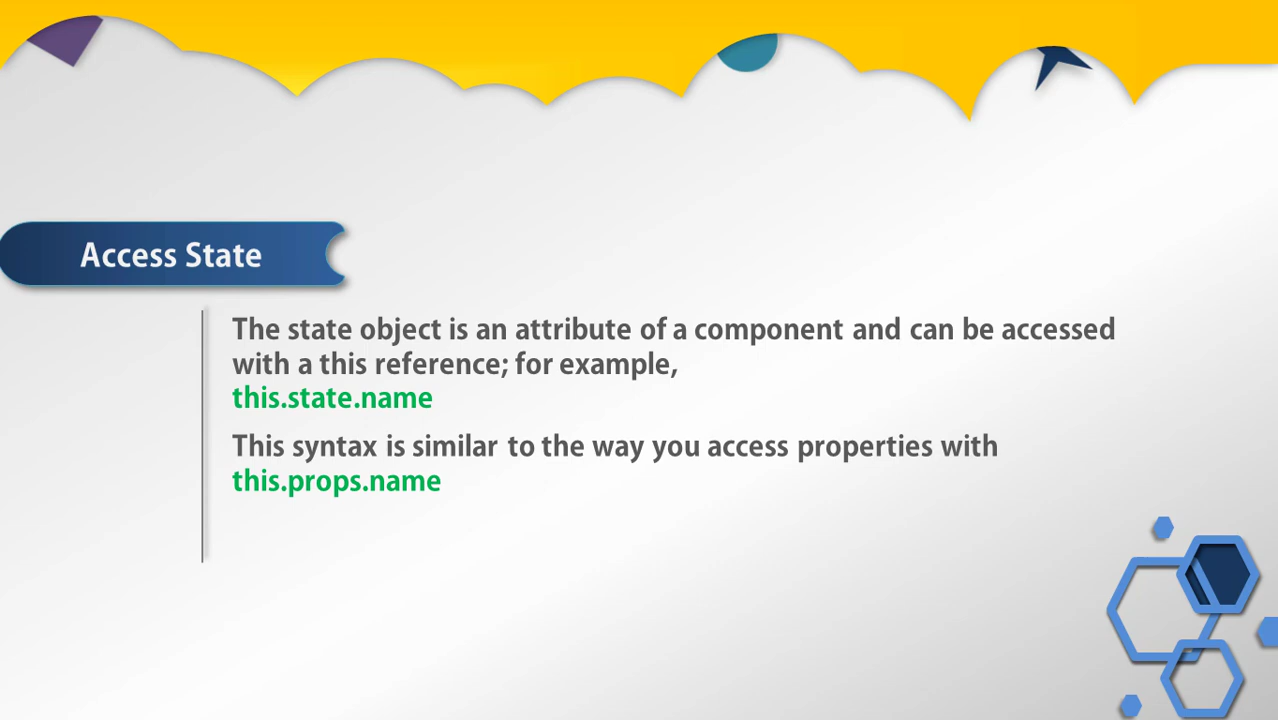 Access State
The state object is an attribute of a component and can be accessed
with a this reference; for example,
this.state.name
This syntax is similar to the way you access properties with
this.props.name